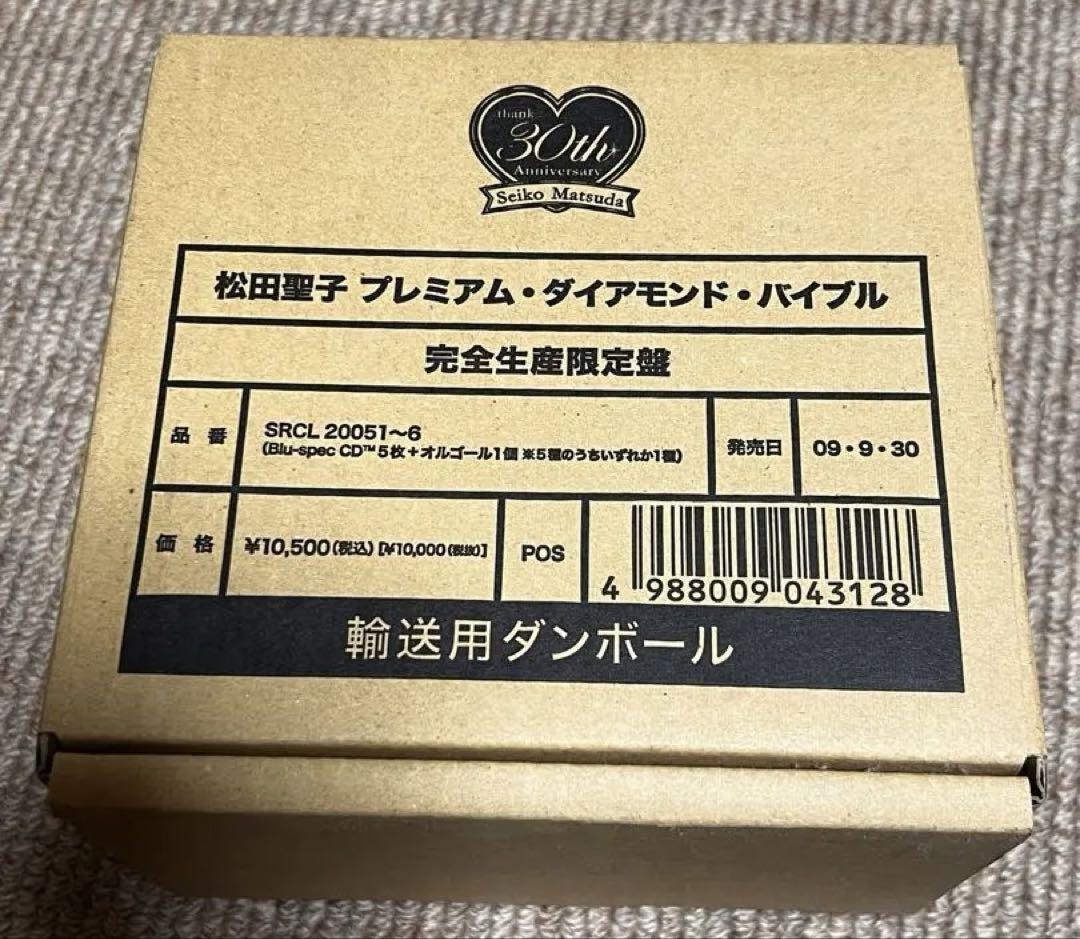 thank
30th
Anniversary
Seiko Matsuda
松田聖子 プレミアム・ダイアモンド・バイブル
完全生産限定盤
品 番
SRCL 20051〜6
(Blu-spec CD™5枚+オルゴール1個 ※5種のうちいずれか1種)
発売日
09・9・30
価 格
¥10,500(税込)[¥10,000(税抜)]
POS
4 988009 043128
輸送用ダンボール